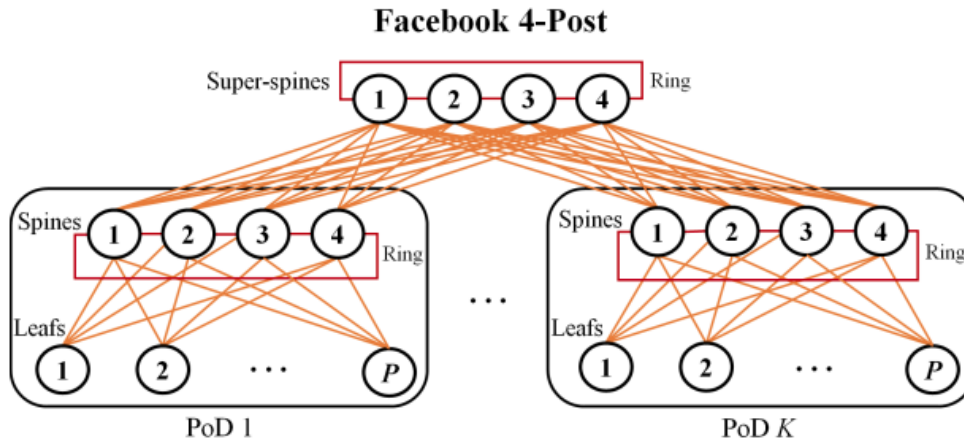 Facebook 4-Post
Super-spines
Ring
1 2 3 4
Spines
1 2 3 4
Ring
Leafs
1 2 ... P
PoD 1
...
Spines
1 2 3 4
Ring
Leafs
1 2 ... P
PoD K